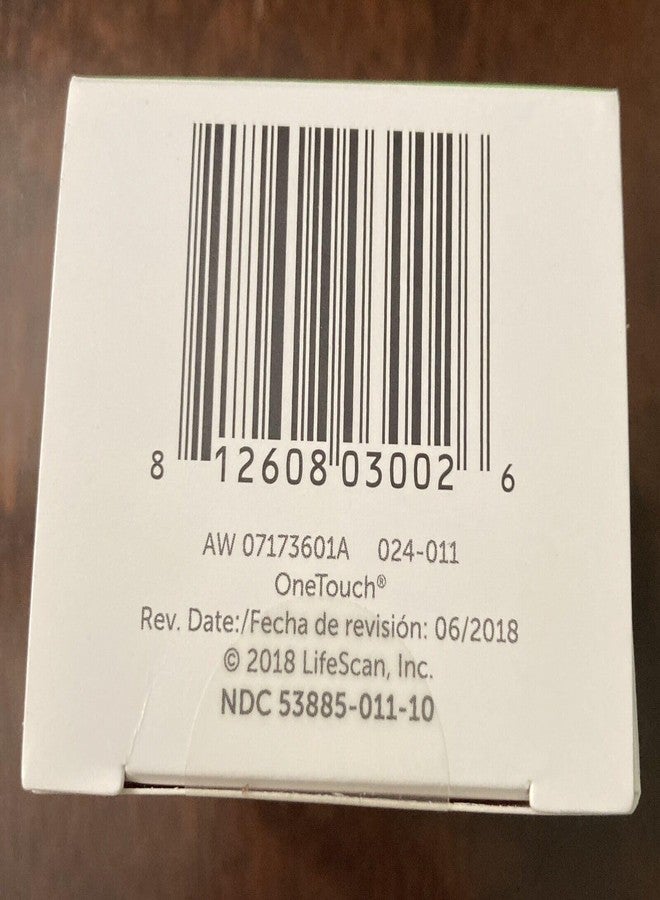 8 12608 03002 6
AW 07173601A 024-011
OneTouch®
Rev. Date:/Fecha de revisión: 06/2018
© 2018 LifeScan, Inc.
NDC 53885-011-10